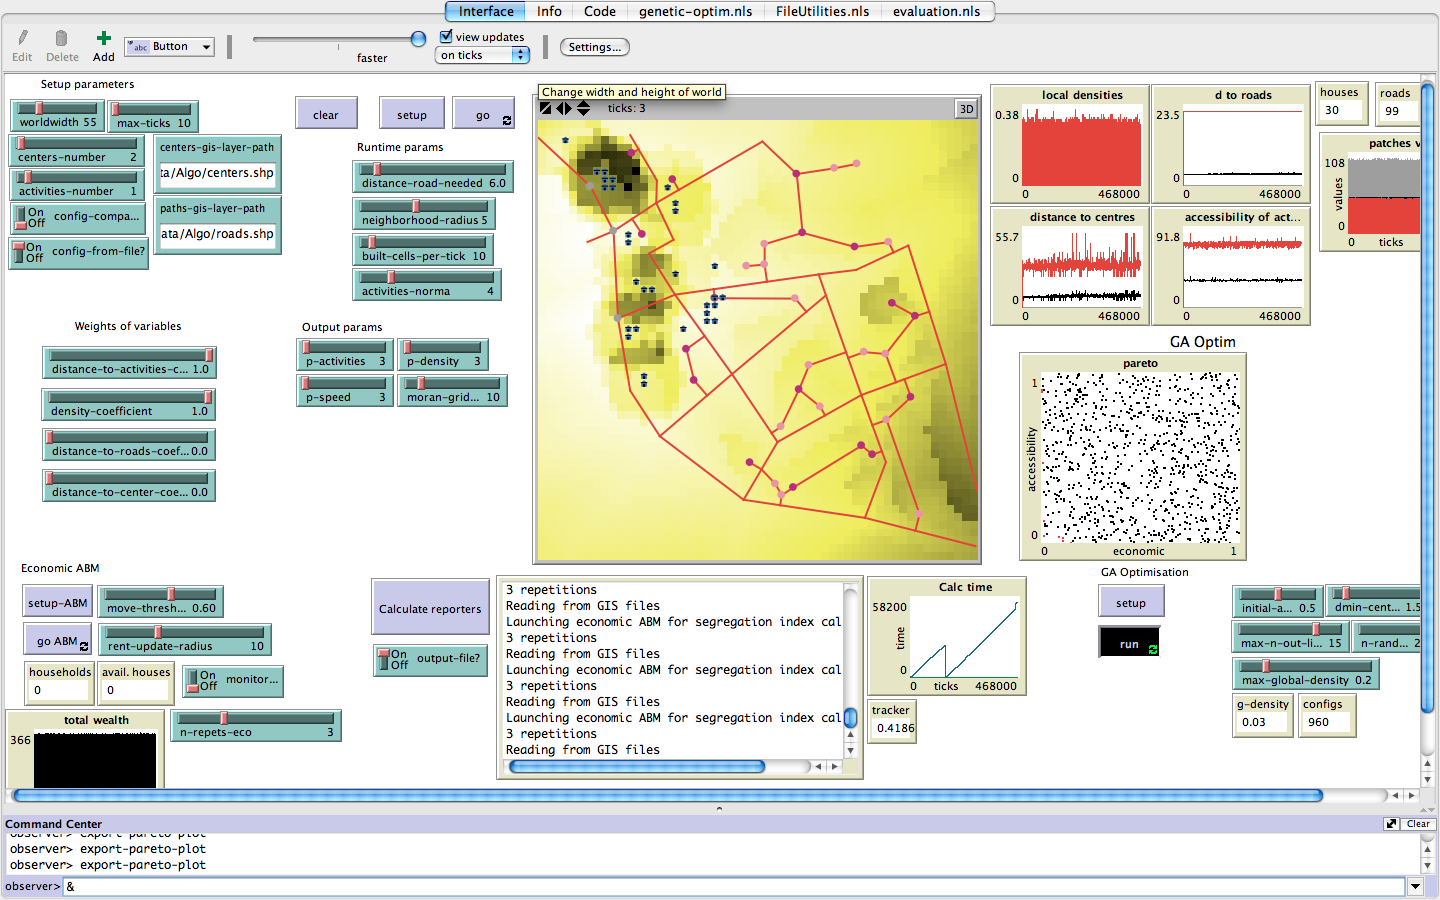 Interface Info Code genetic-optim.nls FileUtilities.nls evaluation.nls
Edit Delete Add abc Button faster view updates on ticks Settings...
Setup parameters
worldwidth 55 max-ticks 10
centers-number 2
activities-number 1
On Off config-compa...
On Off config-from-file?
centers-gis-layer-path
ta/Algo/centers.shp
paths-gis-layer-path
ata/Algo/roads.shp
clear setup go
Runtime params
distance-road-needed 6.0
neighborhood-radius 5
built-cells-per-tick 10
activities-norma 4
Weights of variables
distance-to-activities-c... 1.0
density-coefficient 1.0
distance-to-roads-coef... 0.0
distance-to-center-coe... 0.0
Output params
p-activities 3 p-density 3
p-speed 3 moran-grid... 10
Change width and height of world
ticks: 3 3D
local densities
0.38
0
0 468000
d to roads
23.5
0
0 468000
distance to centres
55.7
0
0 468000
accessibility of act...
91.8
0
0 468000
houses
30
roads
99
patches v
108
values
0
0 ticks
GA Optim
pareto
1
accessibility
0
0 economic 1
Economic ABM
setup-ABM move-thresh... 0.60
go ABM rent-update-radius 10
households
0
avail. houses
0
On Off monitor...
total wealth
366
n-repets-eco 3
Calculate reporters
On Off output-file?
3 repetitions
Reading from GIS files
Launching economic ABM for segregation index cal
3 repetitions
Reading from GIS files
Launching economic ABM for segregation index cal
3 repetitions
Reading from GIS files
Launching economic ABM for segregation index cal
3 repetitions
Reading from GIS files
Calc time
58200
time
0
0 ticks 468000
tracker
0.4186
GA Optimisation
setup
run
initial-a... 0.5 dmin-cent... 1.5
max-n-out-li... 15 n-rand... 2
max-global-density 0.2
g-density
0.03
configs
960
Command Center Clear
observer> export-pareto-plot
observer> export-pareto-plot
observer> export-pareto-plot
observer> &